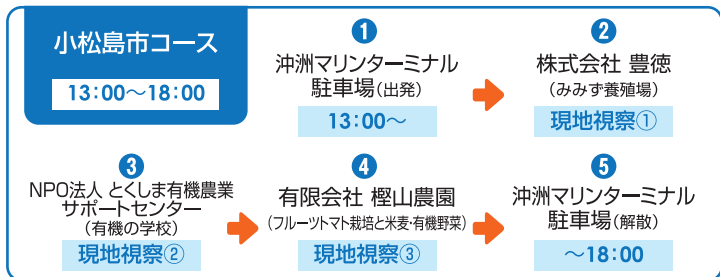 小松島市コース
13:00〜18:00
1
沖洲マリンターミナル
駐車場(出発)
13:00〜
2
株式会社 豊徳
(みみず養殖場)
現地視察①
3
NPO法人 とくしま有機農業
サポートセンター
(有機の学校)
現地視察②
4
有限会社 樫山農園
(フルーツトマト栽培と米麦・有機野菜)
現地視察③
5
沖洲マリンターミナル
駐車場(解散)
〜18:00